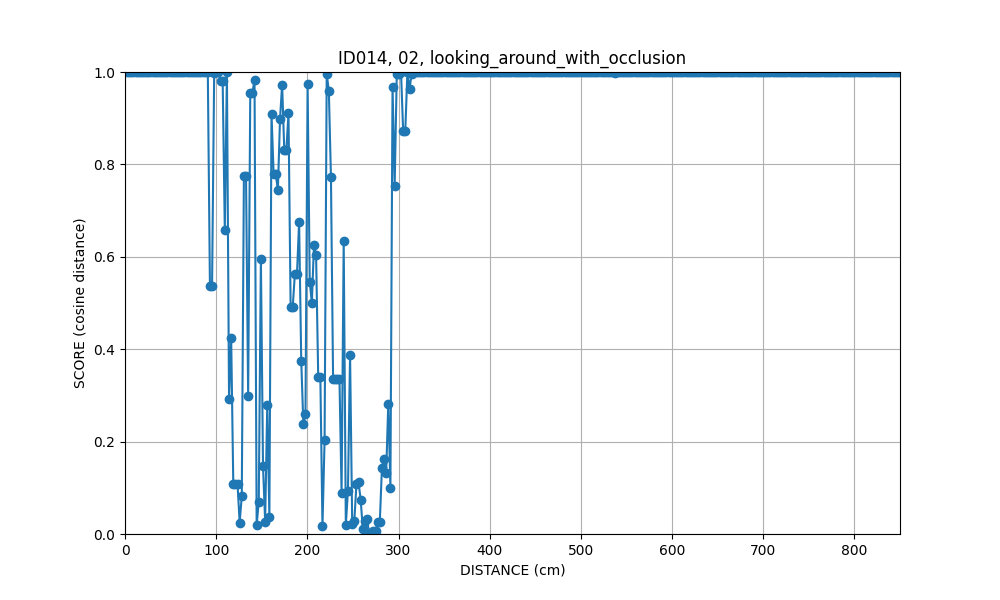 ID014, 02, looking_around_with_occlusion
1.0
0.8
0.6
0.4
0.2
0.0
SCORE (cosine distance)
0 100 200 300 400 500 600 700 800
DISTANCE (cm)